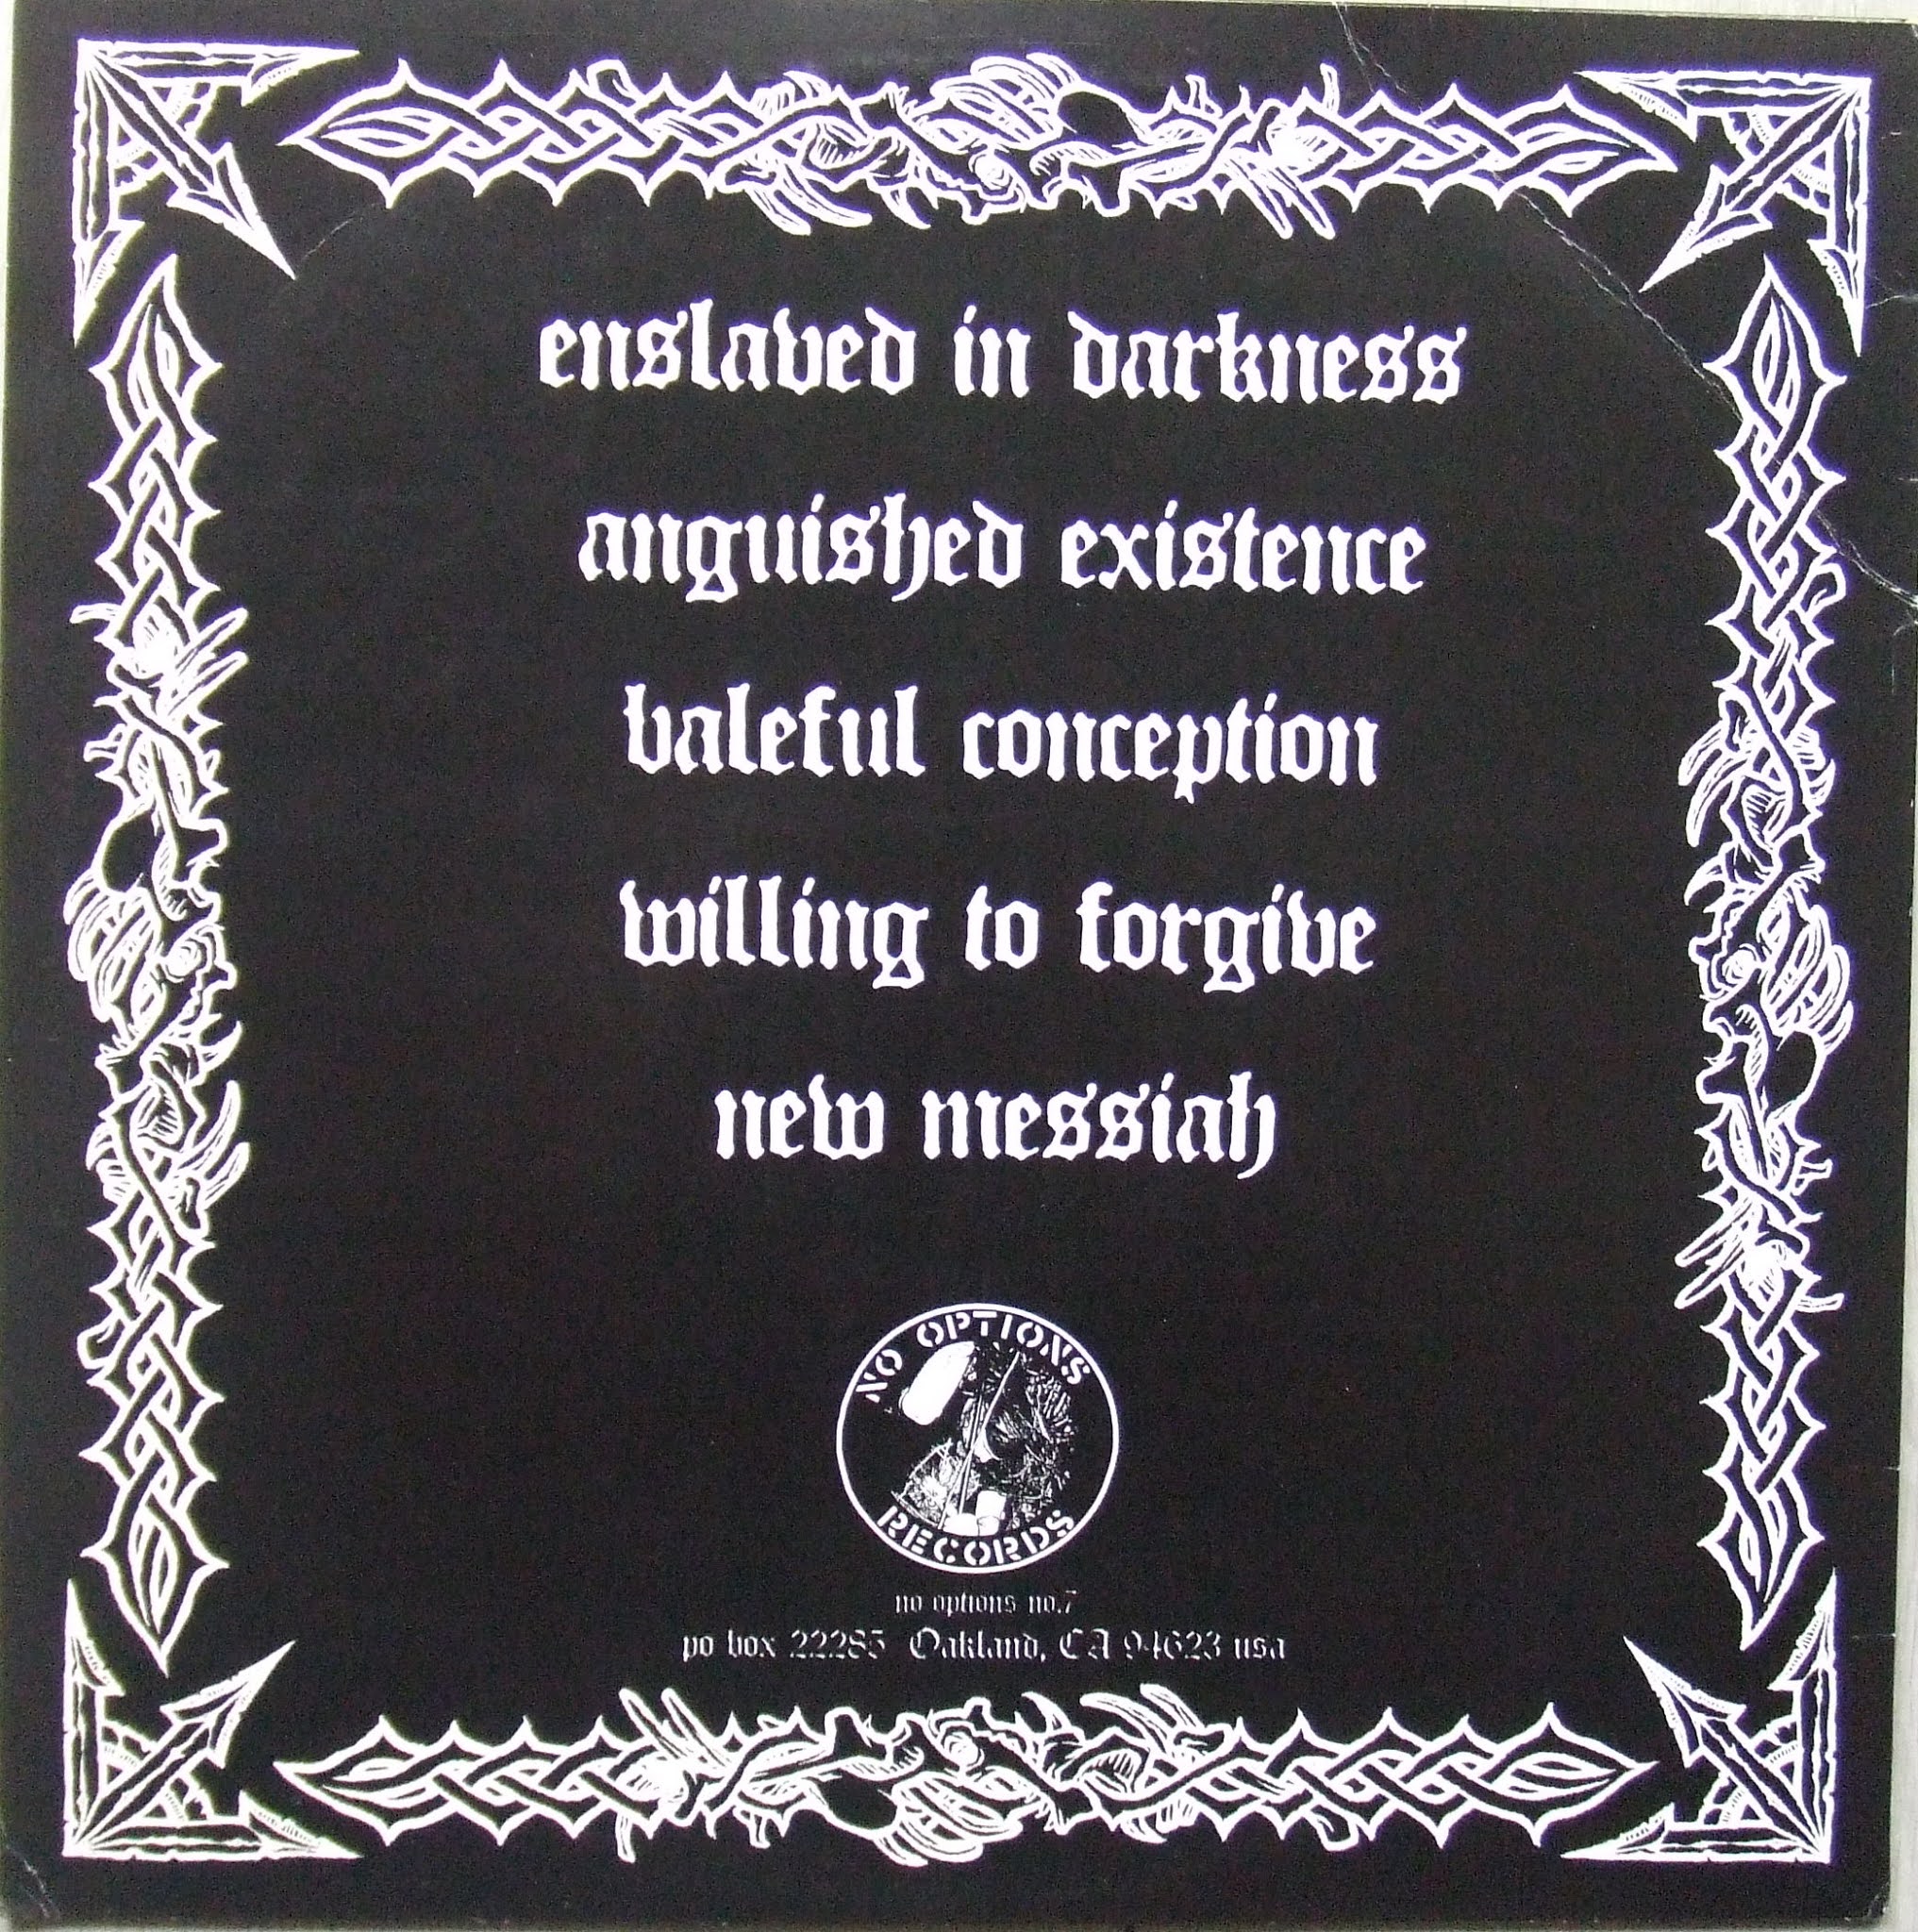 enslaved in darkness
anguished existence
baleful conception
willing to forgive
new messiah
NO OPTIONS
RECORDS
no options no.7
po box 22285 Oakland, CA 94623 usa